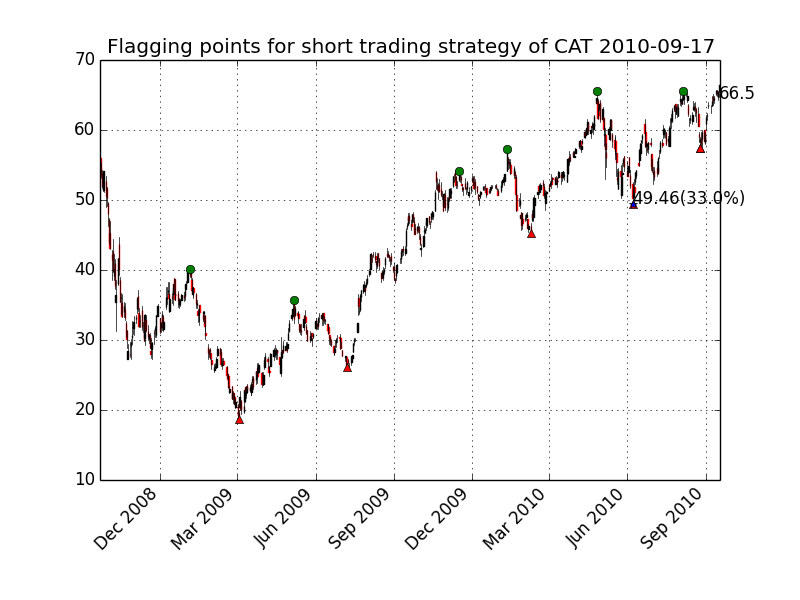 Flagging points for short trading strategy of CAT 2010-09-17
70
66.5
60
50
49.46(33.0%)
40
30
20
10
Dec 2008
Mar 2009
Jun 2009
Sep 2009
Dec 2009
Mar 2010
Jun 2010
Sep 2010